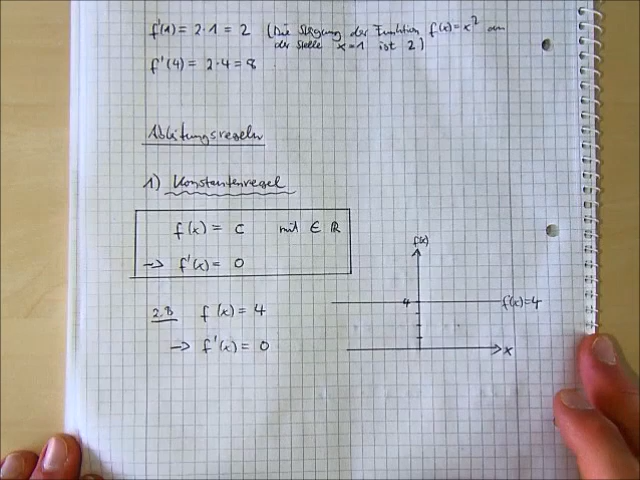 f'(1) = 2 · 1 = 2 (Die Steigung der Funktion f(x) = x² an
der Stelle x = 1 ist 2)
f'(4) = 2 · 4 = 8
Ableitungsregeln
1) Konstantenregel
f(x) = C mit ∈ ℝ
→ f'(x) = 0
z.B f(x) = 4
→ f'(x) = 0
f(x)
4
f(x)=4
x